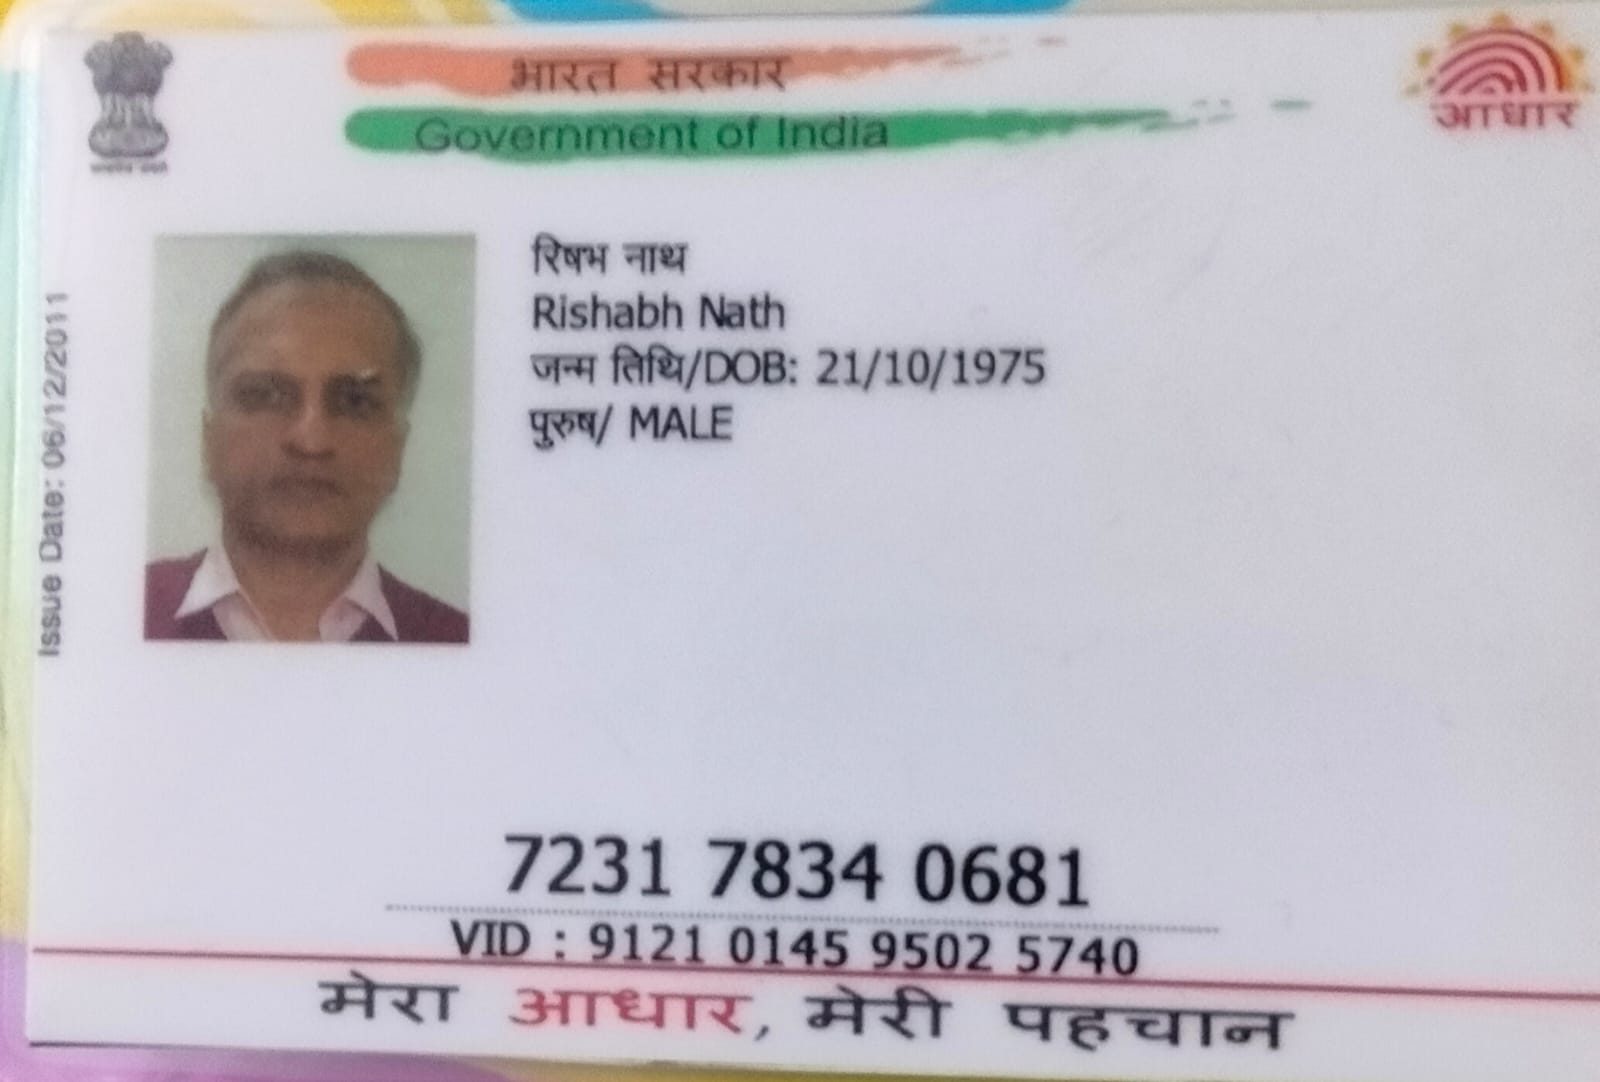 भारत सरकार
Government of India
आधार
Issue Date: 06/12/2011
रिषभ नाथ
Rishabh Nath
जन्म तिथि/DOB: 21/10/1975
पुरुष/ MALE
7231 7834 0681
VID : 9121 0145 9502 5740
मेरा आधार, मेरी पहचान